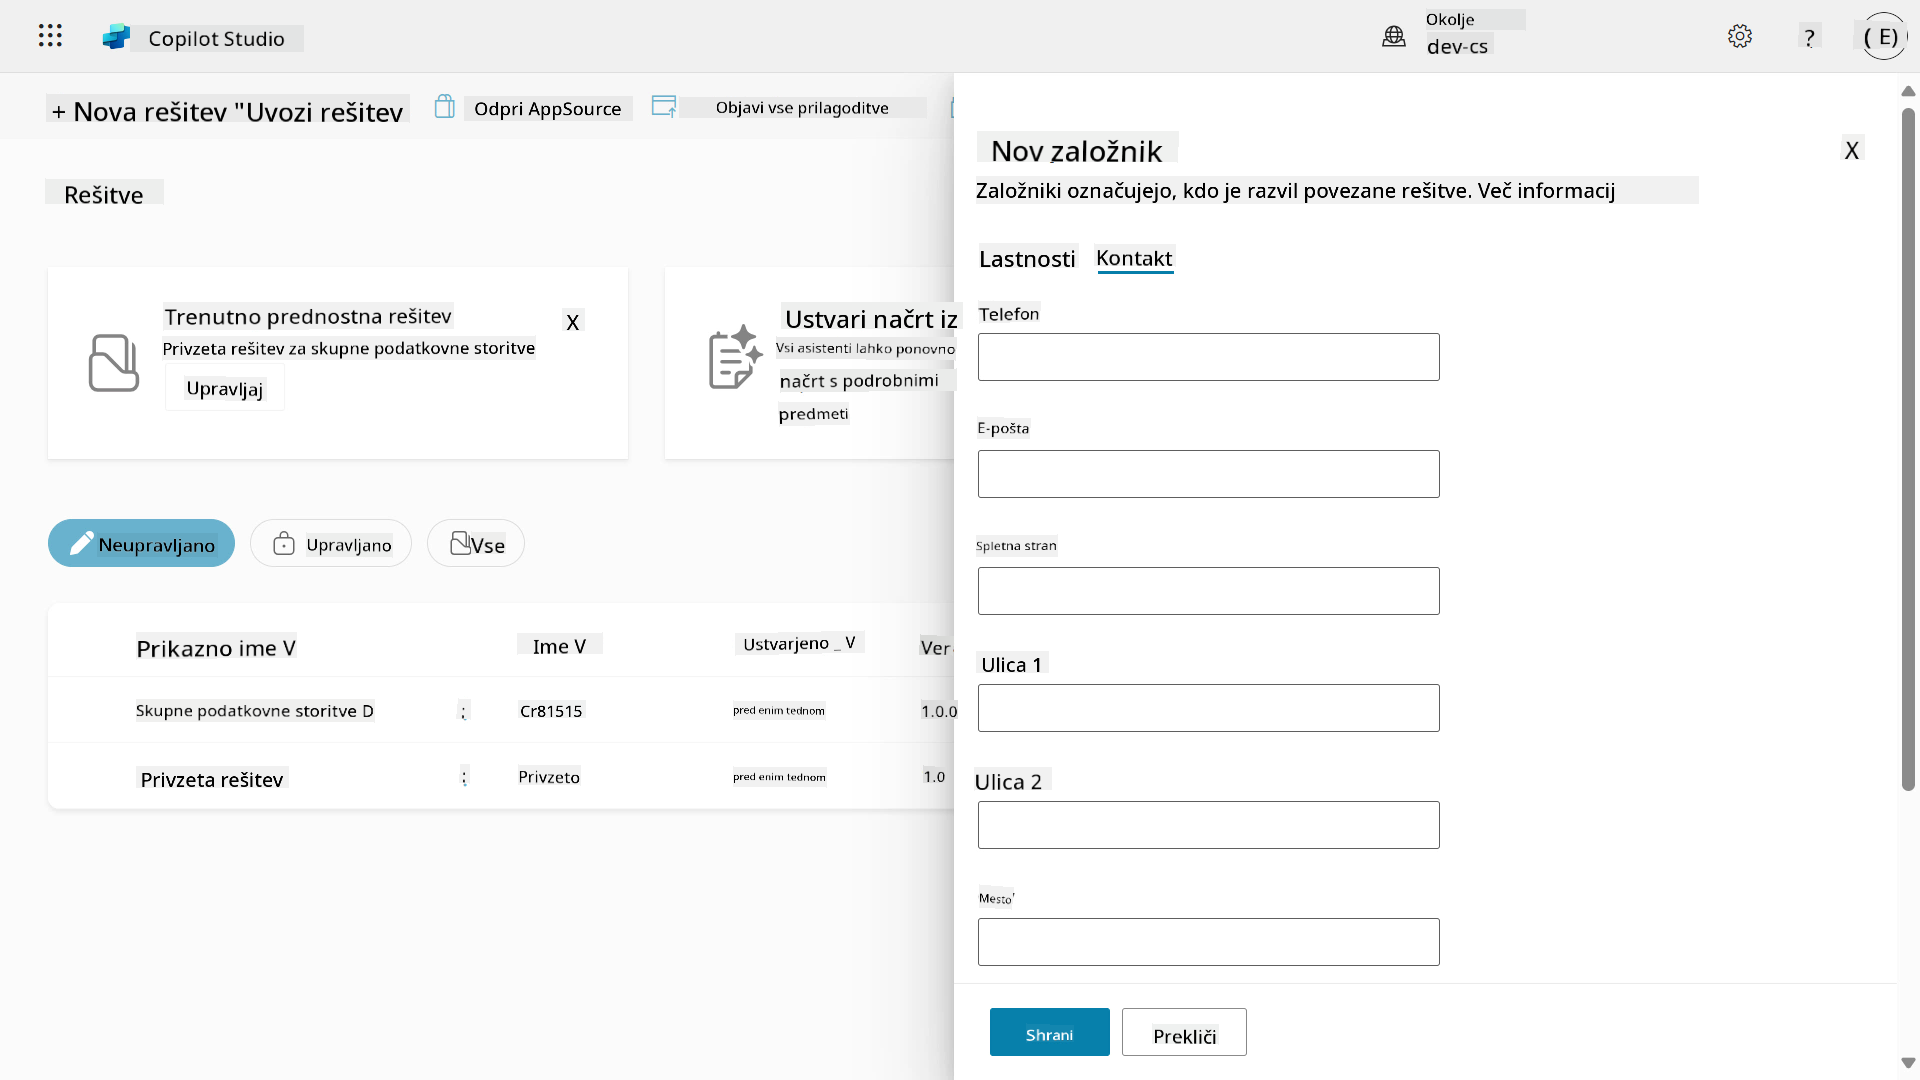 Copilot Studio
Okolje
dev-cs
?
( E)
+ Nova rešitev "Uvozi rešitev
Odpri AppSource
Objavi vse prilagoditve
Rešitve
Trenutno prednostna rešitev
X
Privzeta rešitev za skupne podatkovne storitve
Upravljaj
Ustvari načrt iz
Vsi asistenti lahko ponovno
načrt s podrobnimi
predmeti
Neupravljano
Upravljano
Vse
Prikazno ime V
Ime V
Ustvarjeno _ V
Ver
Skupne podatkovne storitve D
:
Cr81515
pred enim tednom
1.0.0
Privzeta rešitev
:
Privzeto
pred enim tednom
1.0
Nov založnik
X
Založniki označujejo, kdo je razvil povezane rešitve. Več informacij
Lastnosti
Kontakt
Telefon
E-pošta
Spletna stran
Ulica 1
Ulica 2
Mesto'
Shrani
Prekliči